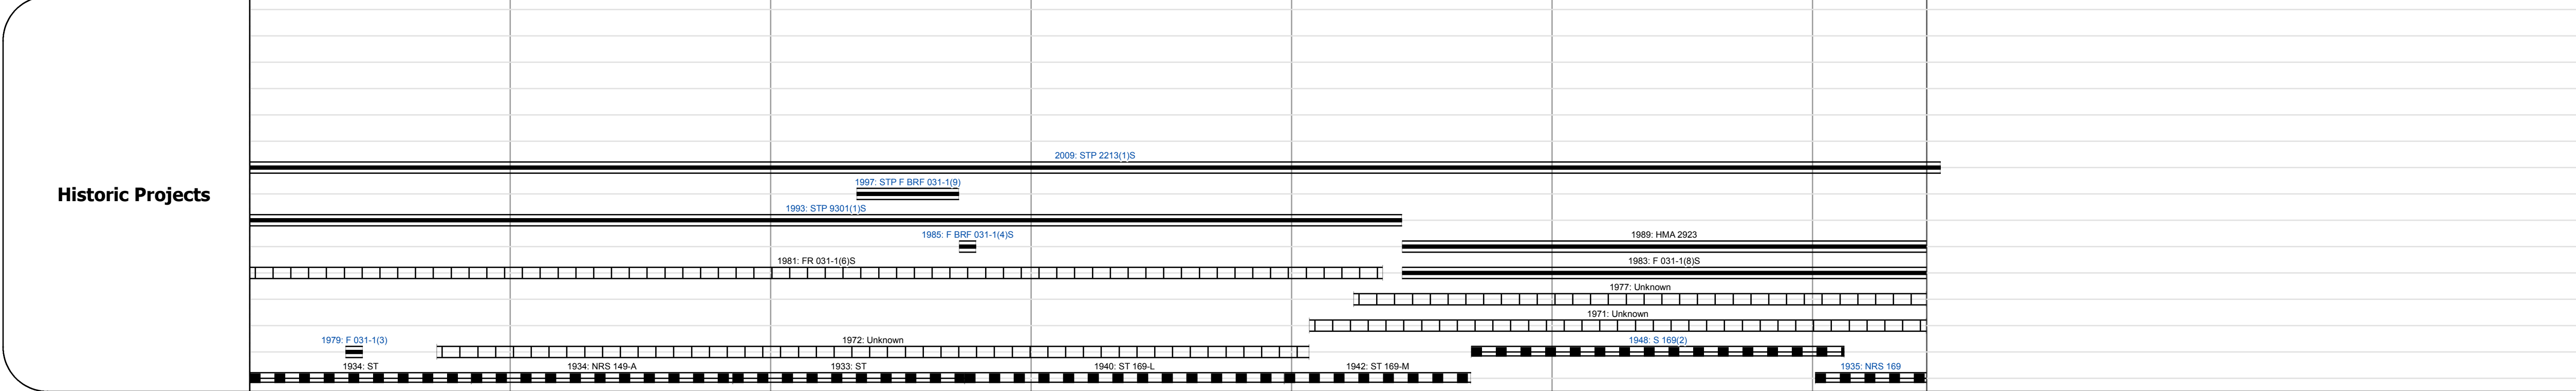 2009: STP 2213(1)S
1997: STP F BRF 031-1(9)
Historic Projects
1993: STP 9301(1)S
1985: F BRF 031-1(4)S 1989: HMA 2923
1981: FR 031-1(6)S 1983: F 031-1(8)S
1977: Unknown
1971: Unknown
1979: F 031-1(3) 1972: Unknown 1948: S 169(2)
1934: ST 1934: NRS 149-A 1933: ST 1940: ST 169-L 1942: ST 169-M 1935: NRS 169